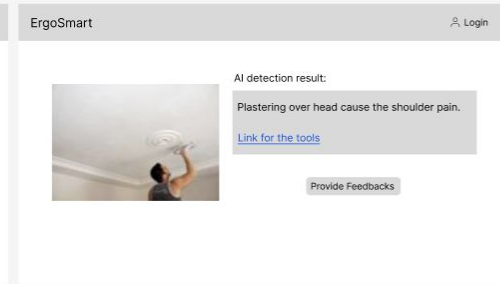 ErgoSmart
Login
AI detection result:
Plastering over head cause the shoulder pain.
Link for the tools
Provide Feedbacks